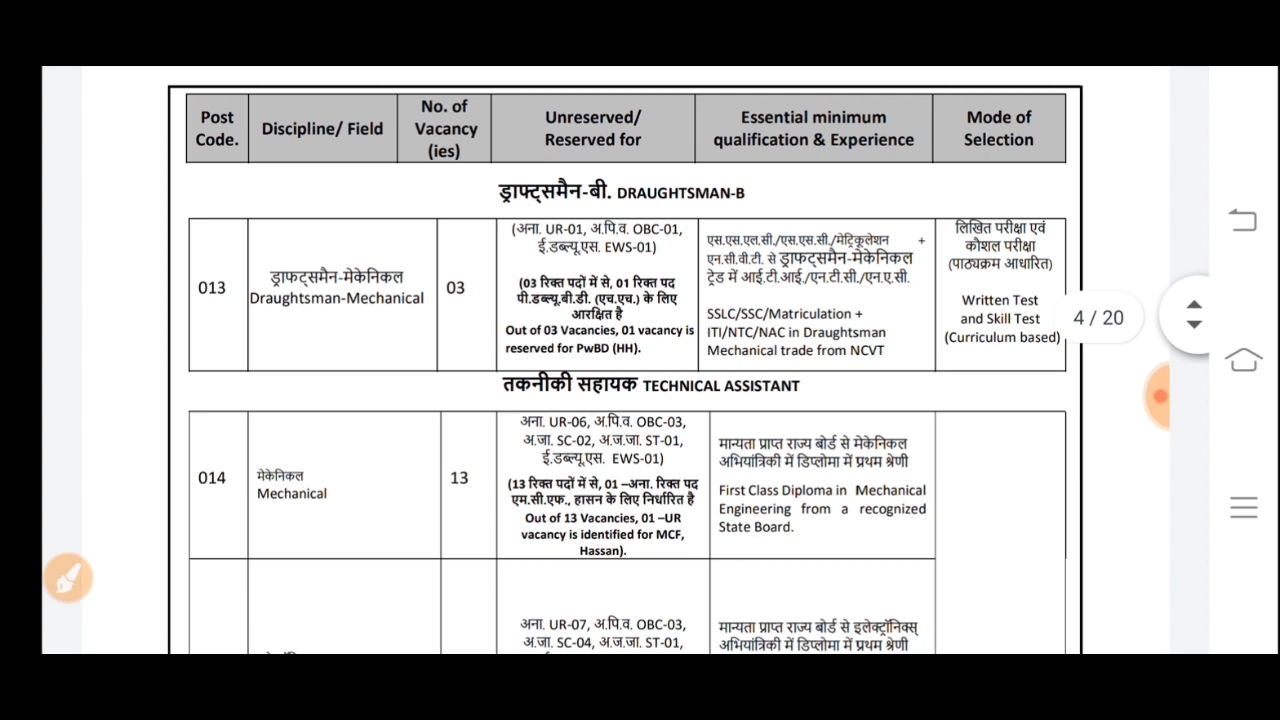 Post Code.
Discipline/ Field
No. of Vacancy (ies)
Unreserved/ Reserved for
Essential minimum qualification & Experience
Mode of Selection
ड्राफ्ट्समैन-बी. DRAUGHTSMAN-B
013
ड्राफट्समैन-मेकेनिकल
Draughtsman-Mechanical
03
(अना. UR-01, अ.पि.व. OBC-01,
ई.डब्ल्यू.एस. EWS-01)
(03 रिक्त पदों में से, 01 रिक्त पद
पी.डब्ल्यू.बी.डी. (एच.एच.) के लिए
आरक्षित है
Out of 03 Vacancies, 01 vacancy is
reserved for PwBD (HH).
एस.एस.एल.सी./एस.एस.सी./मेट्रिकूलेशन +
एन.सी.वी.टी. से ड्राफट्समैन-मेकेनिकल
ट्रेड में आई.टी.आई./एन.टी.सी./एन.ए.सी.
SSLC/SSC/Matriculation +
ITI/NTC/NAC in Draughtsman
Mechanical trade from NCVT
लिखित परीक्षा एवं
कौशल परीक्षा
(पाठ्यक्रम आधारित)
Written Test
and Skill Test
(Curriculum based)
4 / 20
तकनीकी सहायक TECHNICAL ASSISTANT
014
मेकेनिकल
Mechanical
13
अना. UR-06, अ.पि.व. OBC-03,
अ.जा. SC-02, अ.ज.जा. ST-01,
ई.डब्ल्यू.एस. EWS-01)
(13 रिक्त पदों में से, 01 –अना. रिक्त पद
एम.सी.एफ., हासन के लिए निर्धारित है
Out of 13 Vacancies, 01 –UR
vacancy is identified for MCF,
Hassan).
मान्यता प्राप्त राज्य बोर्ड से मेकेनिकल
अभियांत्रिकी में डिप्लोमा में प्रथम श्रेणी
First Class Diploma in Mechanical
Engineering from a recognized
State Board.
अना. UR-07, अ.पि.व. OBC-03,
अ.जा. SC-04, अ.ज.जा. ST-01,
मान्यता प्राप्त राज्य बोर्ड से इलेक्ट्रॉनिक्स्
अभियांत्रिकी में डिप्लोमा में प्रथम श्रेणी